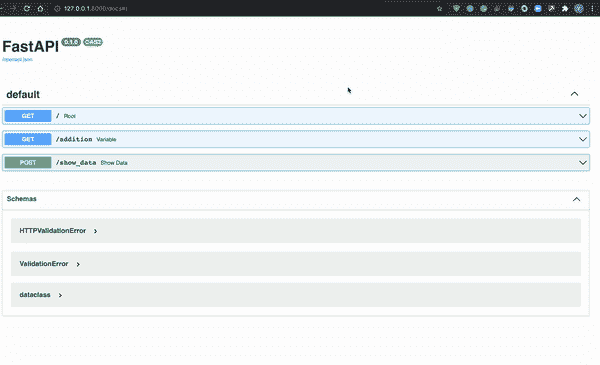 127.0.0.1:8000/docs#/
FastAPI 0.1.0 OAS3
/openapi.json
default
GET / Root
GET /addition Variable
POST /show_data Show Data
Schemas
HTTPValidationError
ValidationError
dataclass